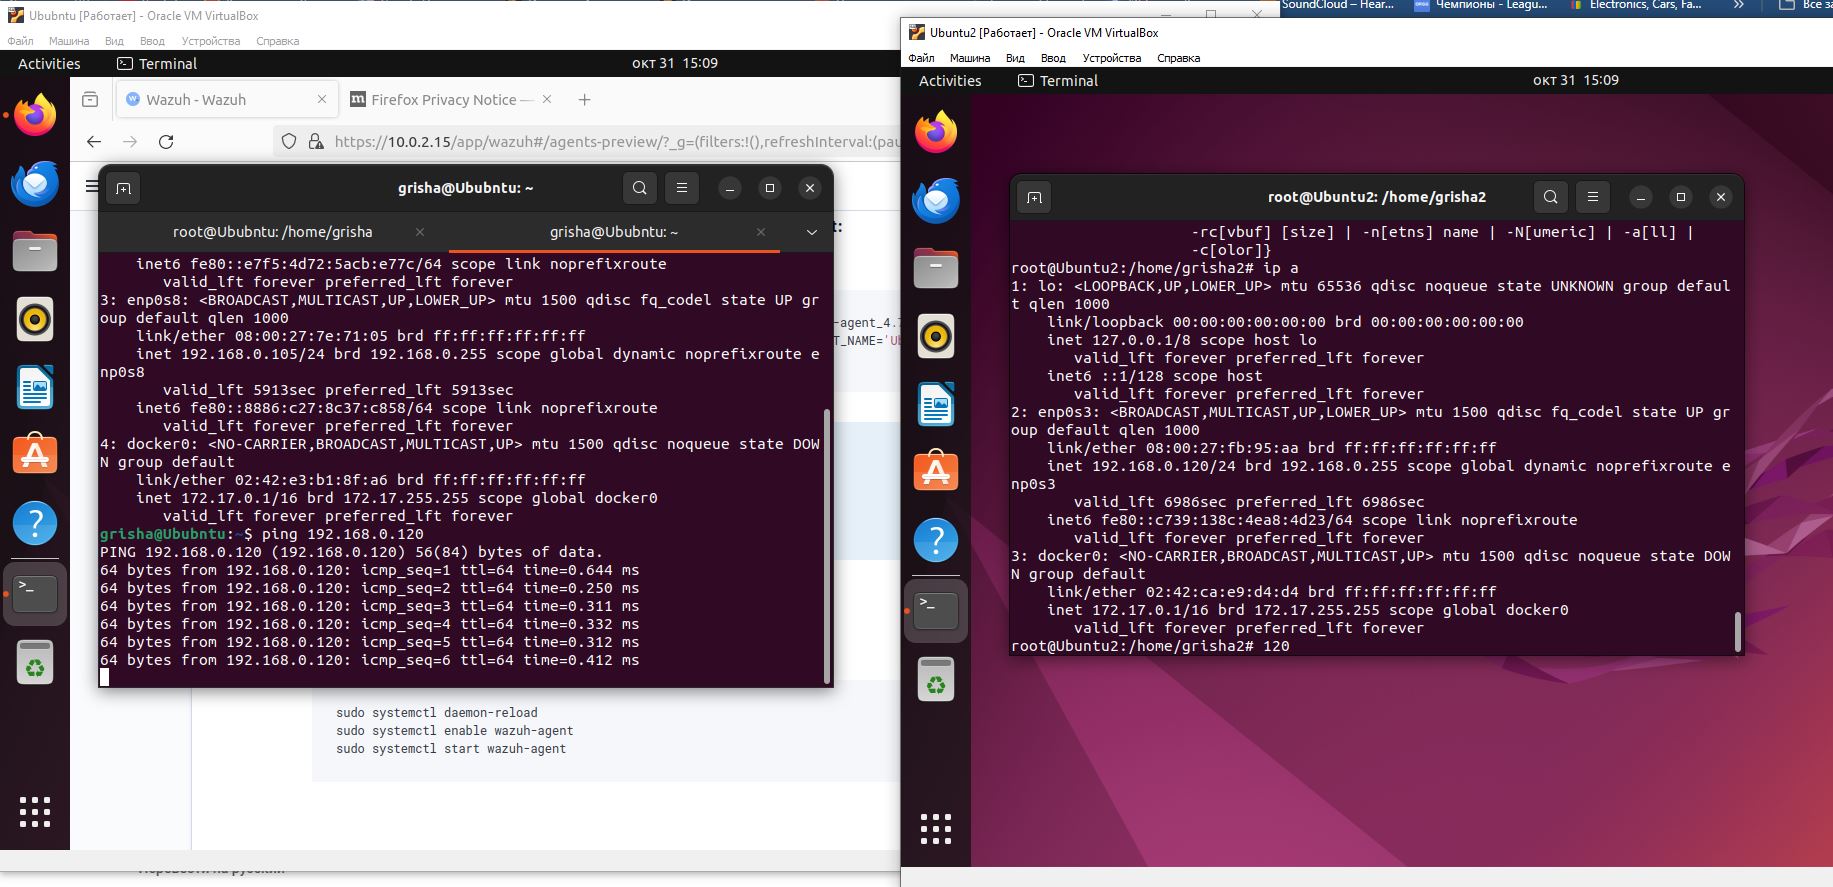 Ububntu [Работает] - Oracle VM VirtualBox
Файл Машина Вид Ввод Устройства Справка
Activities Terminal окт 31 15:09
Wazuh - Wazuh
Firefox Privacy Notice —
https://10.0.2.15/app/wazuh#/agents-preview/?_g=(filters:!(),refreshInterval:(pau
grisha@Ububntu: ~
root@Ububntu: /home/grisha
grisha@Ububntu: ~
t:
inet6 fe80::e7f5:4d72:5acb:e77c/64 scope link noprefixroute
valid_lft forever preferred_lft forever
3: enp0s8: <BROADCAST,MULTICAST,UP,LOWER_UP> mtu 1500 qdisc fq_codel state UP gr
oup default qlen 1000
link/ether 08:00:27:7e:71:05 brd ff:ff:ff:ff:ff:ff
inet 192.168.0.105/24 brd 192.168.0.255 scope global dynamic noprefixroute e
np0s8
valid_lft 5913sec preferred_lft 5913sec
inet6 fe80::8886:c27:8c37:c858/64 scope link noprefixroute
valid_lft forever preferred_lft forever
4: docker0: <NO-CARRIER,BROADCAST,MULTICAST,UP> mtu 1500 qdisc noqueue state DOW
N group default
link/ether 02:42:e3:b1:8f:a6 brd ff:ff:ff:ff:ff:ff
inet 172.17.0.1/16 brd 172.17.255.255 scope global docker0
valid_lft forever preferred_lft forever
grisha@Ububntu:~$ ping 192.168.0.120
PING 192.168.0.120 (192.168.0.120) 56(84) bytes of data.
64 bytes from 192.168.0.120: icmp_seq=1 ttl=64 time=0.644 ms
64 bytes from 192.168.0.120: icmp_seq=2 ttl=64 time=0.250 ms
64 bytes from 192.168.0.120: icmp_seq=3 ttl=64 time=0.311 ms
64 bytes from 192.168.0.120: icmp_seq=4 ttl=64 time=0.332 ms
64 bytes from 192.168.0.120: icmp_seq=5 ttl=64 time=0.312 ms
64 bytes from 192.168.0.120: icmp_seq=6 ttl=64 time=0.412 ms
-agent_4.7
T_NAME='Ub
sudo systemctl daemon-reload
sudo systemctl enable wazuh-agent
sudo systemctl start wazuh-agent
SoundCloud – Hear...
Чемпионы - Leagu...
Electronics, Cars, Fa...
»
Все за
Ubuntu2 [Работает] - Oracle VM VirtualBox
Файл Машина Вид Ввод Устройства Справка
Activities Terminal окт 31 15:09
root@Ubuntu2: /home/grisha2
-rc[vbuf] [size] | -n[etns] name | -N[umeric] | -a[ll] |
-c[olor]}
root@Ubuntu2:/home/grisha2# ip a
1: lo: <LOOPBACK,UP,LOWER_UP> mtu 65536 qdisc noqueue state UNKNOWN group defaul
t qlen 1000
link/loopback 00:00:00:00:00:00 brd 00:00:00:00:00:00
inet 127.0.0.1/8 scope host lo
valid_lft forever preferred_lft forever
inet6 ::1/128 scope host
valid_lft forever preferred_lft forever
2: enp0s3: <BROADCAST,MULTICAST,UP,LOWER_UP> mtu 1500 qdisc fq_codel state UP gr
oup default qlen 1000
link/ether 08:00:27:fb:95:aa brd ff:ff:ff:ff:ff:ff
inet 192.168.0.120/24 brd 192.168.0.255 scope global dynamic noprefixroute e
np0s3
valid_lft 6986sec preferred_lft 6986sec
inet6 fe80::c739:138c:4ea8:4d23/64 scope link noprefixroute
valid_lft forever preferred_lft forever
3: docker0: <NO-CARRIER,BROADCAST,MULTICAST,UP> mtu 1500 qdisc noqueue state DOW
N group default
link/ether 02:42:ca:e9:d4:d4 brd ff:ff:ff:ff:ff:ff
inet 172.17.0.1/16 brd 172.17.255.255 scope global docker0
valid_lft forever preferred_lft forever
root@Ubuntu2:/home/grisha2# 120